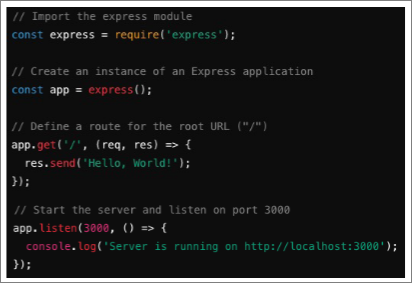 // Import the express module
const express = require('express');
// Create an instance of an Express application
const app = express();
// Define a route for the root URL ("/")
app.get('/', (req, res) => {
  res.send('Hello, World!');
});
// Start the server and listen on port 3000
app.listen(3000, () => {
  console.log('Server is running on http://localhost:3000');
});